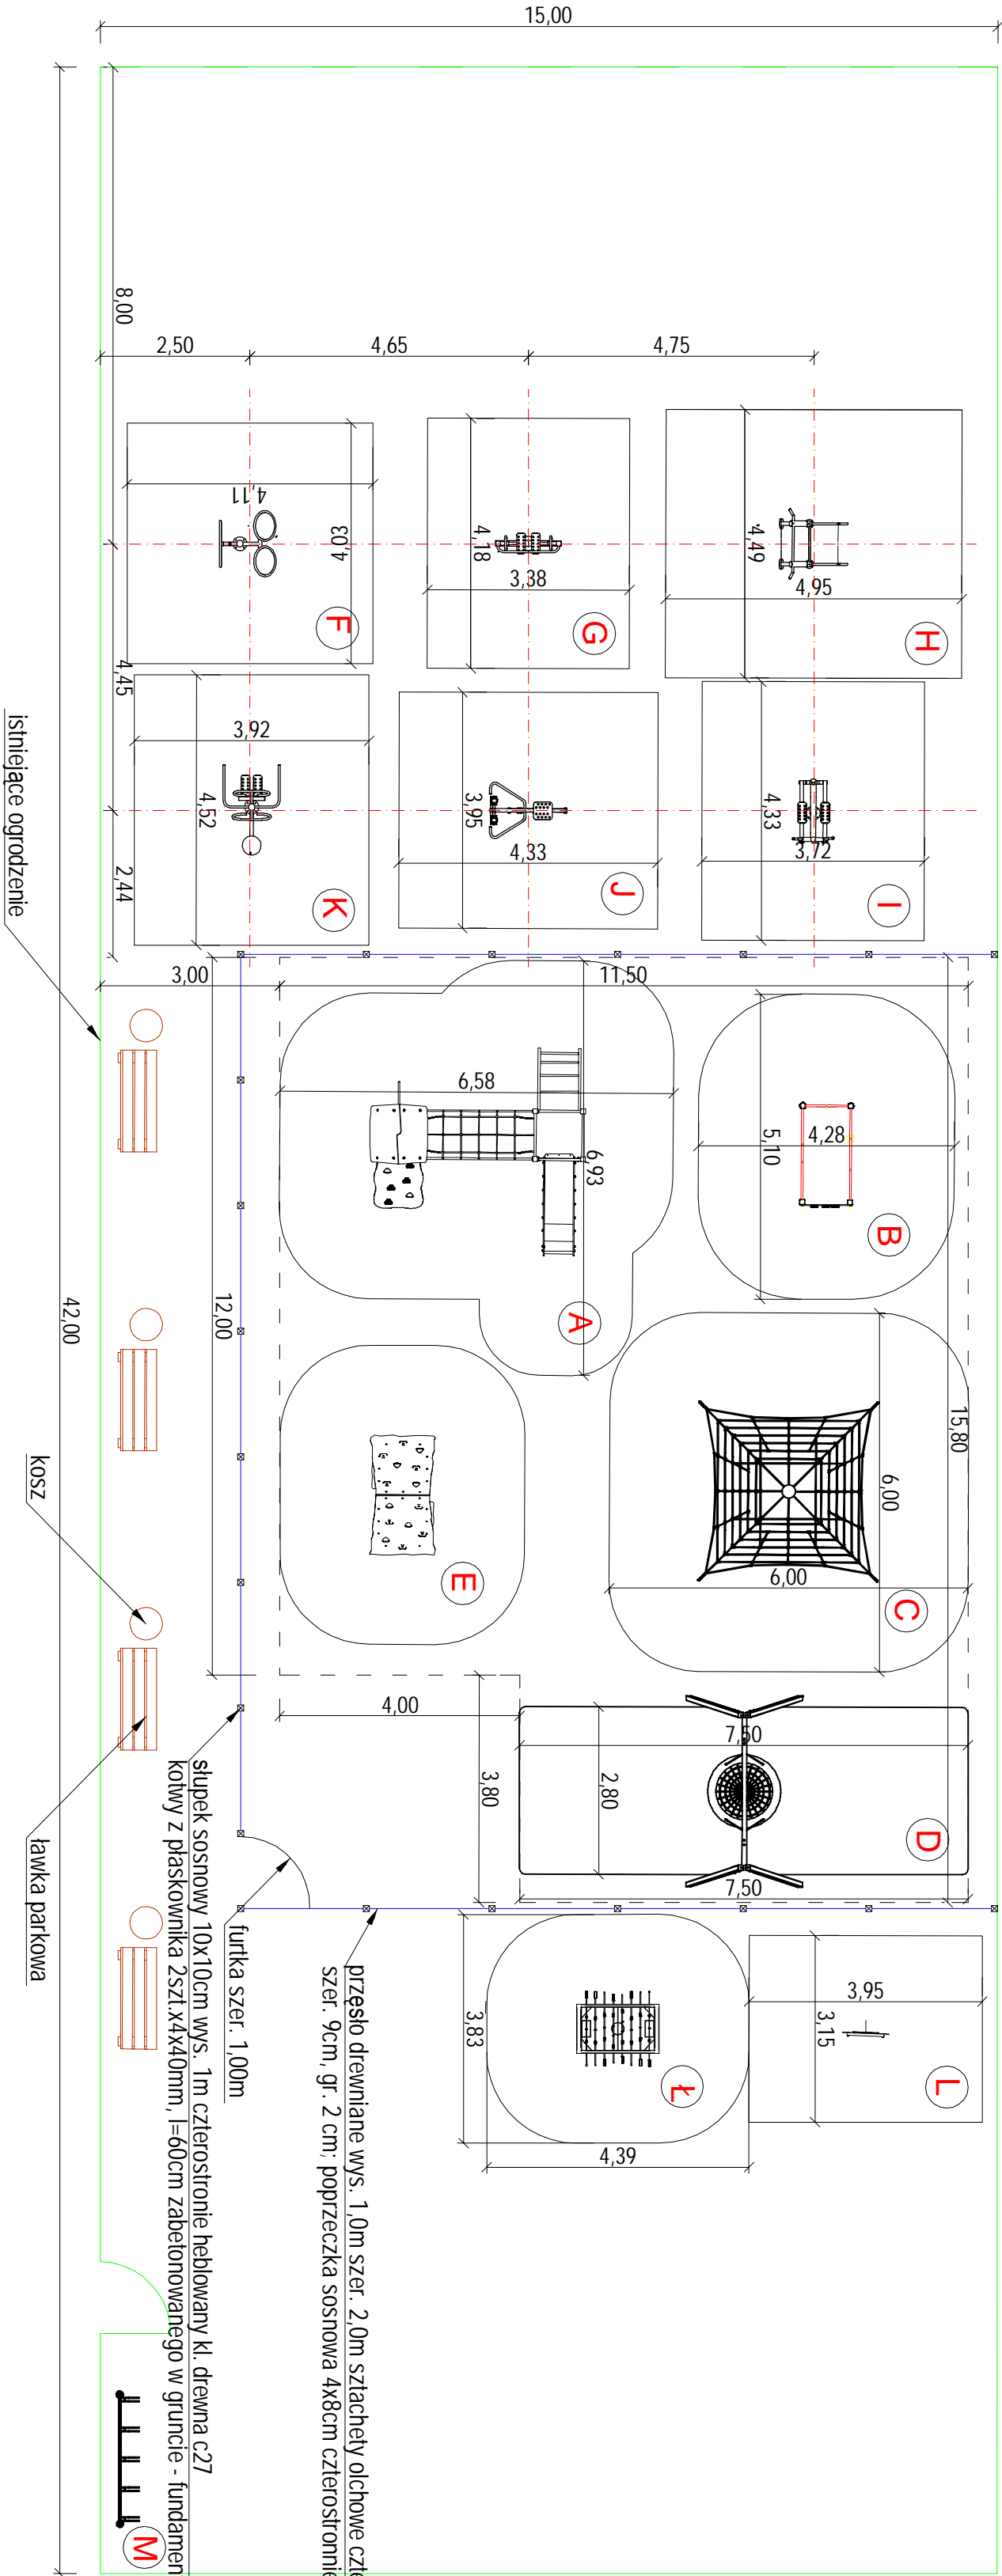 15,00
42,00
8,00
2,50
4,65
4,75
4,11
4,03
F
4,18
3,38
G
4,49
4,95
H
4,45
3,92
4,52
K
3,95
4,33
J
4,33
3,72
I
2,44
istniejące ogrodzenie
3,00
11,50
6,58
6,93
A
5,10
4,28
B
12,00
15,80
6,00
6,00
C
E
4,00
3,80
7,50
2,80
7,50
D
kosz
ławka parkowa
słupek sosnowy 10x10cm wys. 1m czterostronie heblowany kl. drewna c27
kotwy z płaskownika 2szt.x4x40mm, l=60cm zabetonowanego w gruncie - fundamen
furtka szer. 1,00m
przęsło drewniane wys. 1,0m szer. 2,0m sztachety olchowe czte
szer. 9cm, gr. 2 cm; poprzeczka sosnowa 4x8cm czterostronnie
3,83
4,39
Ł
3,95
3,15
L
M